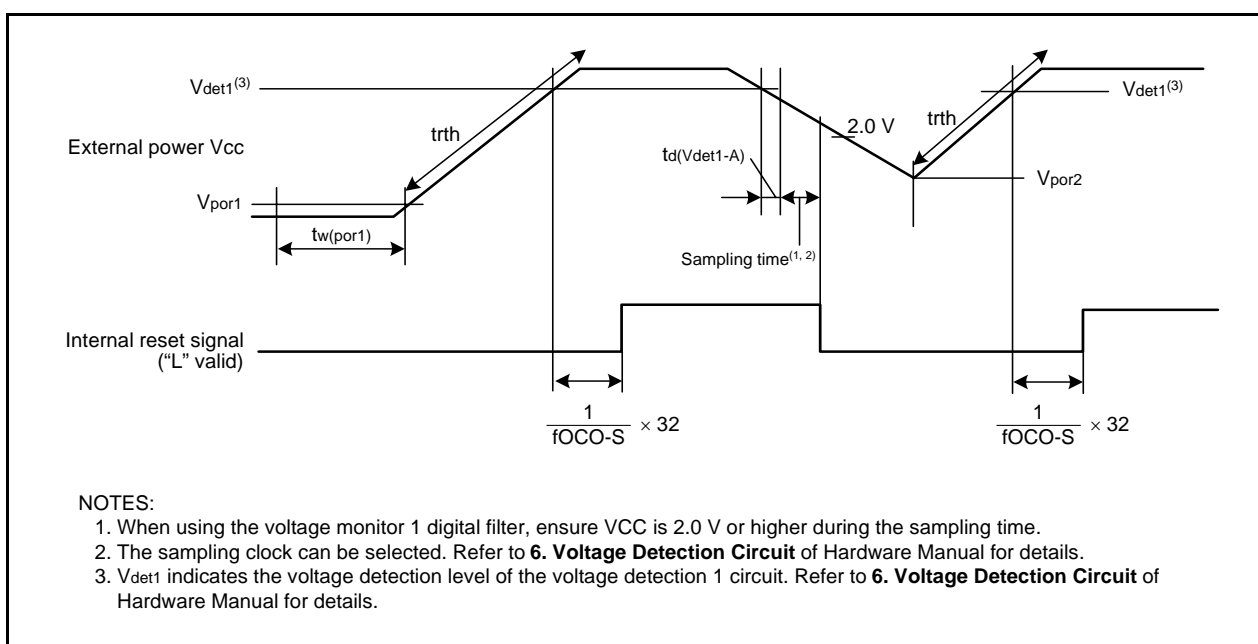 Vdet1(3)
Vdet1(3)
2.0 V
trth
trth
External power Vcc
td(Vdet1-A)
Vpor2
Vpor1
tw(por1)
Sampling time(1, 2)
Internal reset signal
(“L” valid)
1
fOCO-S
× 32
1
fOCO-S
× 32
NOTES:
1. When using the voltage monitor 1 digital filter, ensure VCC is 2.0 V or higher during the sampling time.
2. The sampling clock can be selected. Refer to 6. Voltage Detection Circuit of Hardware Manual for details.
3. Vdet1 indicates the voltage detection level of the voltage detection 1 circuit. Refer to 6. Voltage Detection Circuit of
Hardware Manual for details.